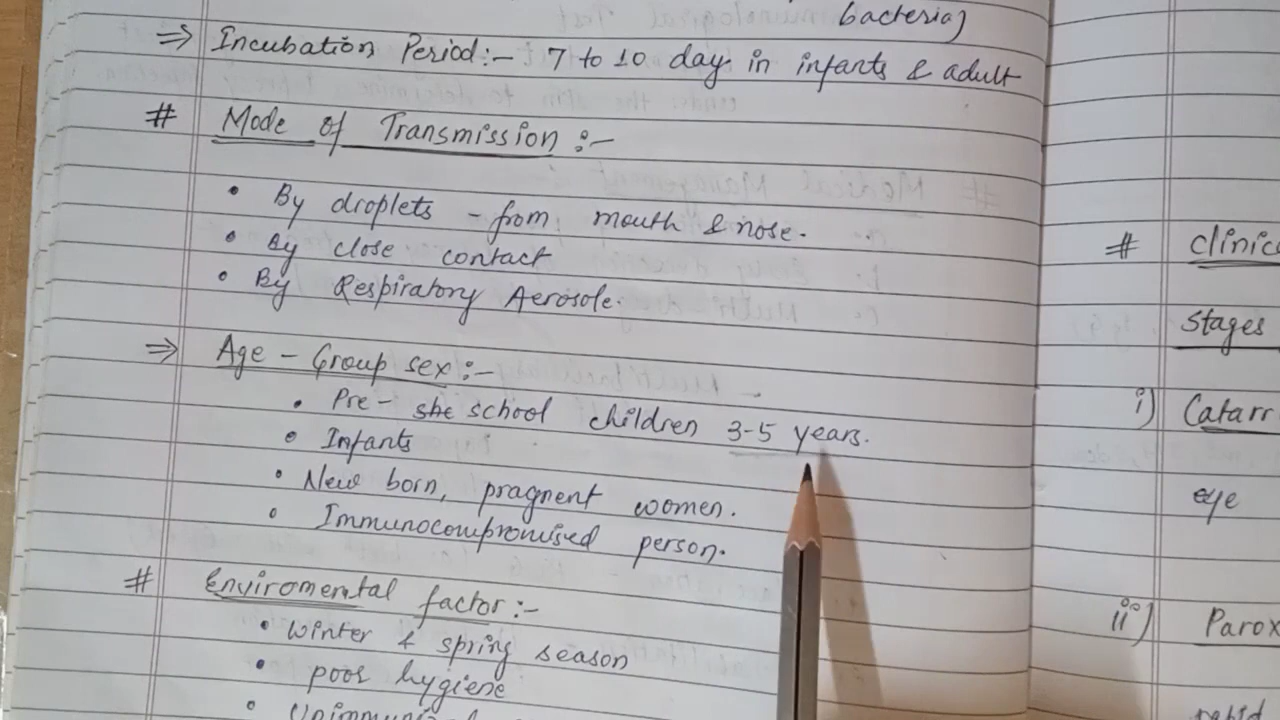 bacteria)
⇒ Incubation Period:- 7 to 10 day in infants & adult
# Mode of Transmission :-
• By droplets - from mouth & nose.
• By close contact
• By Respiratory Aerosole.
⇒ Age - Group sex:-
• Pre- she school children 3-5 years.
• Infants
• New born, pragnent women.
• Immunocompromised person.
# Enviromental factor:-
• Winter & spring season
• poor hygiene
# clinic
stages
i) Catarr
eye
ii) Parox